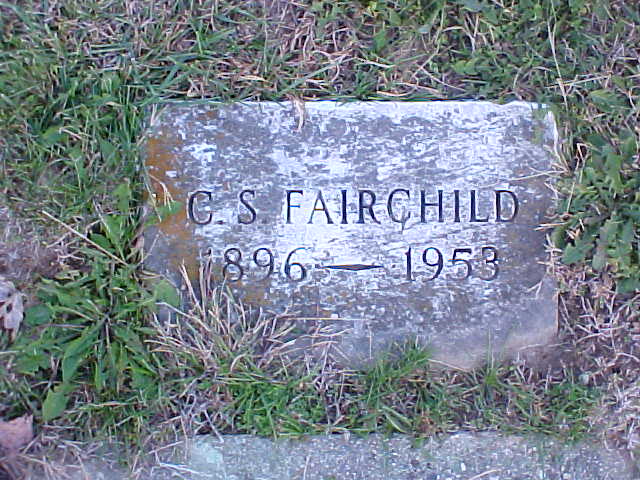 C. S. FAIRCHILD
1896 — 1953